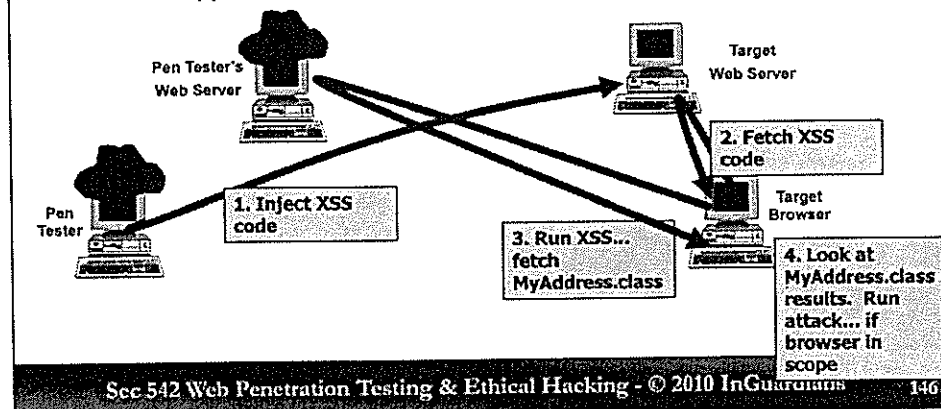 Pen Tester's
Web Server
Target
Web Server
2. Fetch XSS
code
Pen
Tester
1. Inject XSS
code
Target
Browser
3. Run XSS...
fetch
MyAddress.class
4. Look at
MyAddress.class
results. Run
attack... if
browser in
scope
Sec 542 Web Penetration Testing & Ethical Hacking - © 2010 InGuardians
146